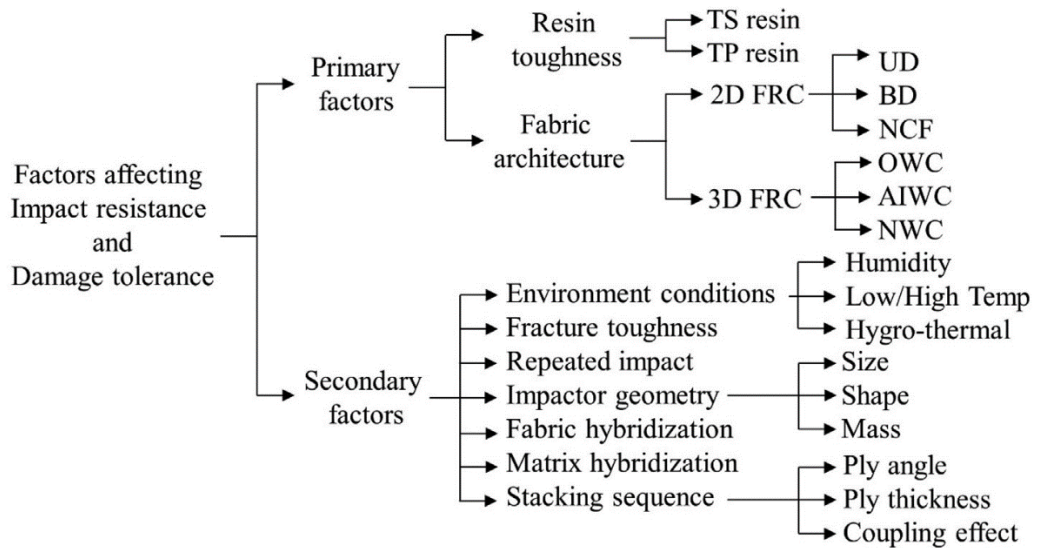 Factors affecting
Impact resistance
and
Damage tolerance
Primary
factors
Resin
toughness
TS resin
TP resin
Fabric
architecture
2D FRC
UD
BD
NCF
3D FRC
OWC
AIWC
NWC
Secondary
factors
Environment conditions
Humidity
Low/High Temp
Hygro-thermal
Fracture toughness
Repeated impact
Impactor geometry
Size
Shape
Mass
Fabric hybridization
Matrix hybridization
Stacking sequence
Ply angle
Ply thickness
Coupling effect